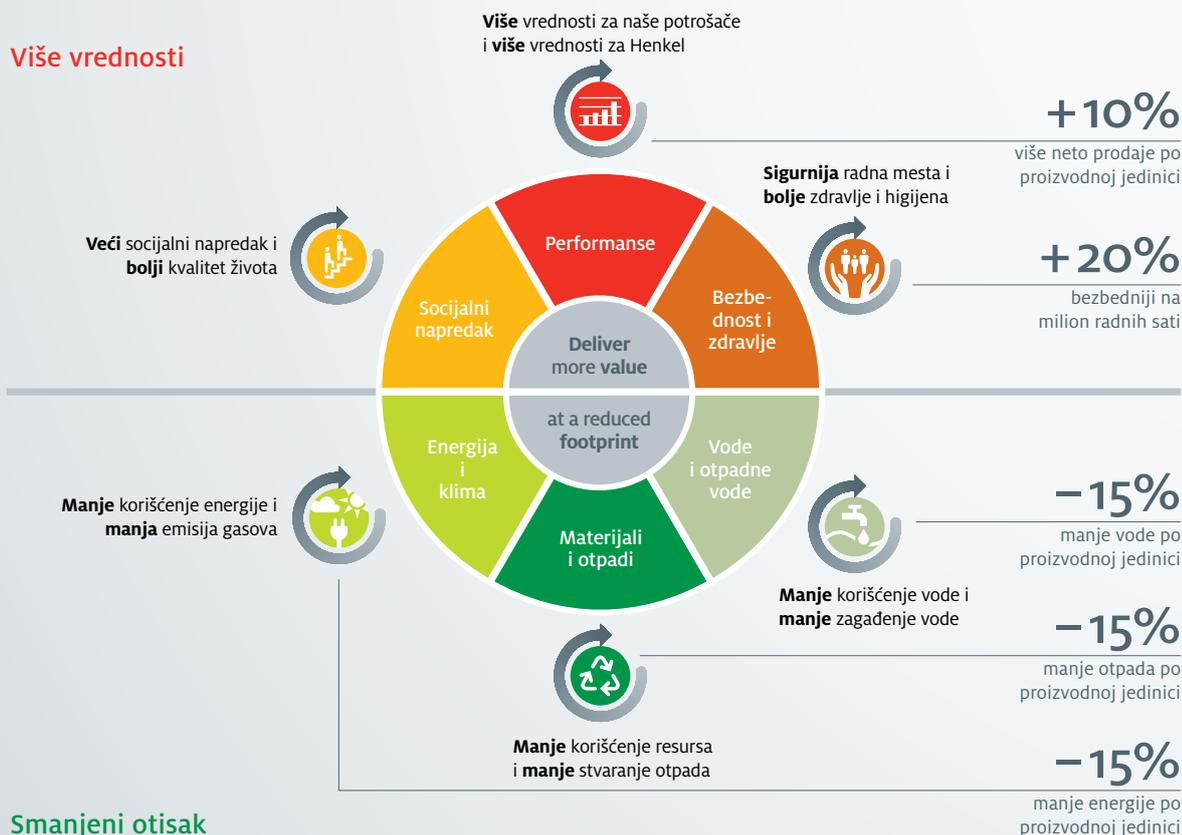 Više vrednosti
Više vrednosti za naše potrošače
i više vrednosti za Henkel
+10%
više neto prodaje po
proizvodnoj jedinici
Sigurnija radna mesta i
bolje zdravlje i higijena
+20%
bezbedniji na
milion radnih sati
Veći socijalni napredak i
bolji kvalitet života
Performanse
Socijalni
napredak
Bezbe-
dnost i
zdravlje
Deliver
more value
at a reduced
footprint
Energija
i
klima
Vode
i otpadne
vode
Materijali
i otpadi
Manje korišćenje energije i
manja emisija gasova
−15%
manje vode po
proizvodnoj jedinici
Manje korišćenje vode i
manje zagađenje vode
−15%
manje otpada po
proizvodnoj jedinici
Manje korišćenje resursa
i manje stvaranje otpada
−15%
manje energije po
proizvodnoj jedinici
Smanjeni otisak